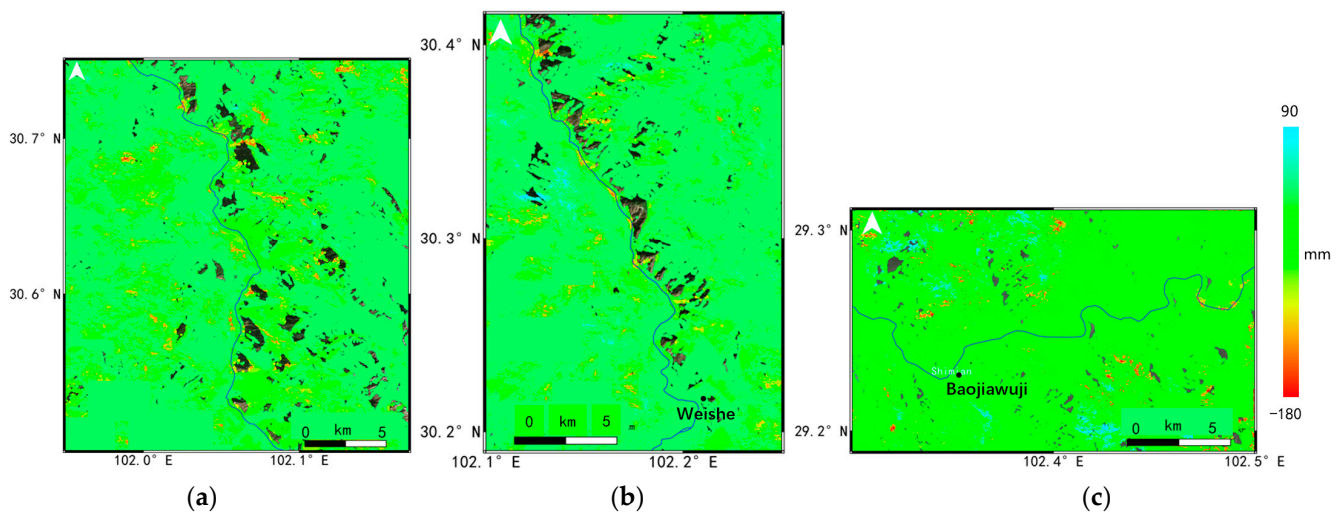 30.7° N
30.6° N
102.0° E
102.1° E
0 km 5
(a)
30.4° N
30.3° N
30.2° N
102.1° E
102.2° E
0 km 5
m
Weishe
(b)
29.3° N
29.2° N
102.4° E
102.5° E
Baojiawuji
0 km 5
(c)
90
mm
−180